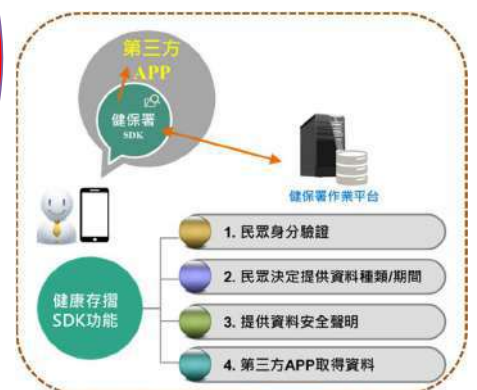 第三方
APP
健保署
SDK
健保署作業平台
健康存摺
SDK功能
1. 民眾身分驗證
2. 民眾決定提供資料種類/期間
3. 提供資料安全聲明
4. 第三方APP取得資料